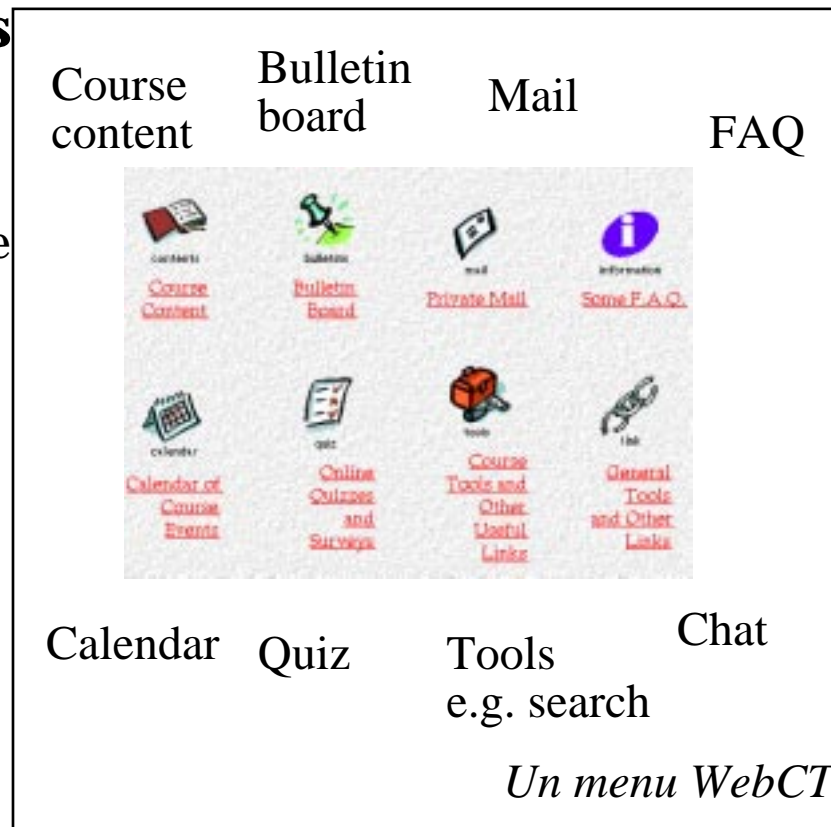 s
Course
content
Bulletin
board
Mail
FAQ
e
contents
bulletin
mail
information
Course
Content
Bulletin
Board
Private Mail
Some F.A.Q.
calendar
quiz
tools
link
Calendar of
Course
Events
Online
Quizzes
and
Surveys
Course
Tools and
Other
Useful
Links
General
Tools
and Other
Links
Calendar
Quiz
Tools
e.g. search
Chat
Un menu WebCT